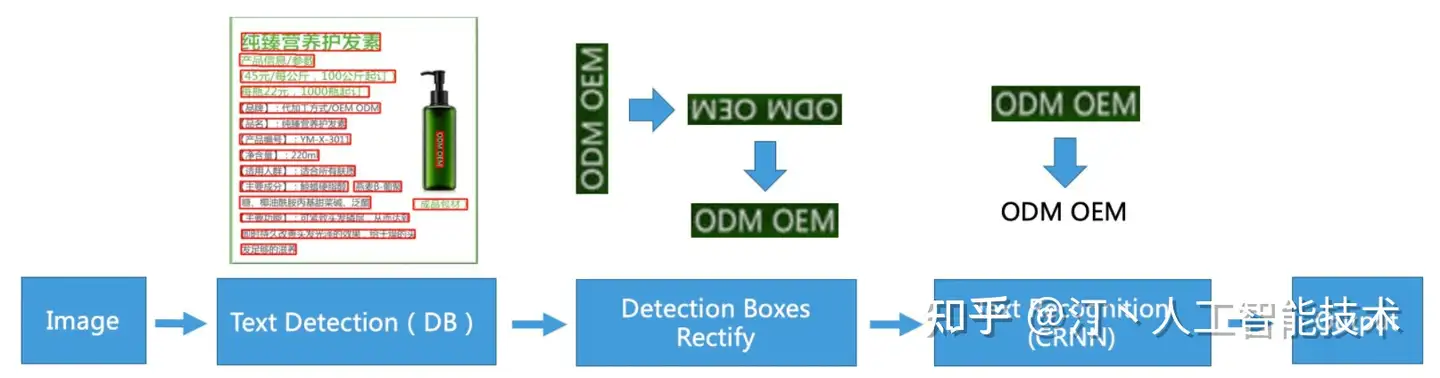 纯臻营养护发素
产品信息/参数
(45元/每公斤，100公斤起订)
每瓶22元，1000瓶起订)
【品牌】：代加工方式/OEM ODM
【品名】：纯臻营养护发素
【产品编号】：YM-X-3011
【净含量】：220ml
【适用人群】：适合所有肤质
【主要成分】：鲸蜡硬脂醇、燕麦β-葡聚
糖、椰油酰胺丙基甜菜碱、泛醌
【主要功能】：可紧致头发磷层，从而达到
即时持久改善头发光泽的效果，给干燥的头
发足够的滋养
ODM OEM
成品包材
ODM OEM
ODM OEM
ODM OEM
ODM OEM
ODM OEM
Image
Text Detection（DB）
Detection Boxes
Rectify
Text Recognition
(CRNN)
Output
知乎 @汀、人工智能技术